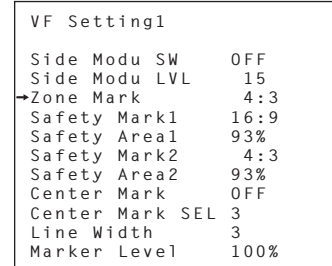 VF Setting1
Side Modu SW OFF
Side Modu LVL 15
→Zone Mark 4:3
Safety Mark1 16:9
Safety Area1 93%
Safety Mark2 4:3
Safety Area2 93%
Center Mark OFF
Center Mark SEL 3
Line Width 3
Marker Level 100%